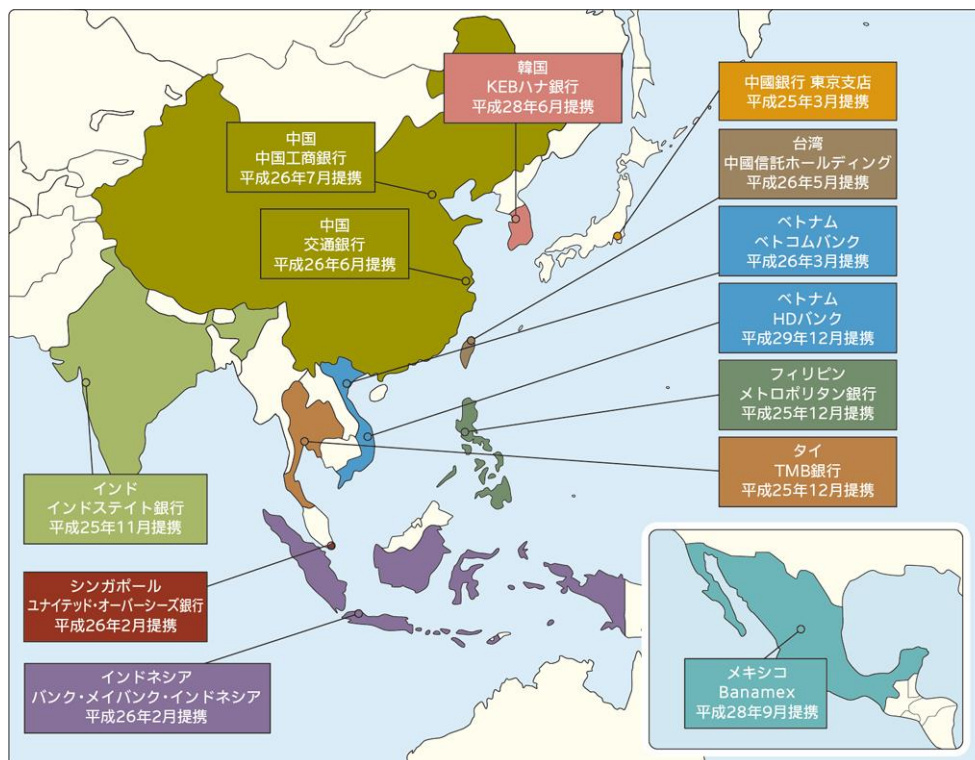 韓国
KEBハナ銀行
平成28年6月提携
中國銀行 東京支店
平成25年3月提携
中国
中国工商銀行
平成26年7月提携
台湾
中國信託ホールディング
平成26年5月提携
中国
交通銀行
平成26年6月提携
ベトナム
ベトコムバンク
平成26年3月提携
ベトナム
HDバンク
平成29年12月提携
フィリピン
メトロポリタン銀行
平成25年12月提携
タイ
TMB銀行
平成25年12月提携
インド
インドステイト銀行
平成25年11月提携
シンガポール
ユナイテッド・オーバーシーズ銀行
平成26年2月提携
インドネシア
バンク・メイバンク・インドネシア
平成26年2月提携
メキシコ
Banamex
平成28年9月提携